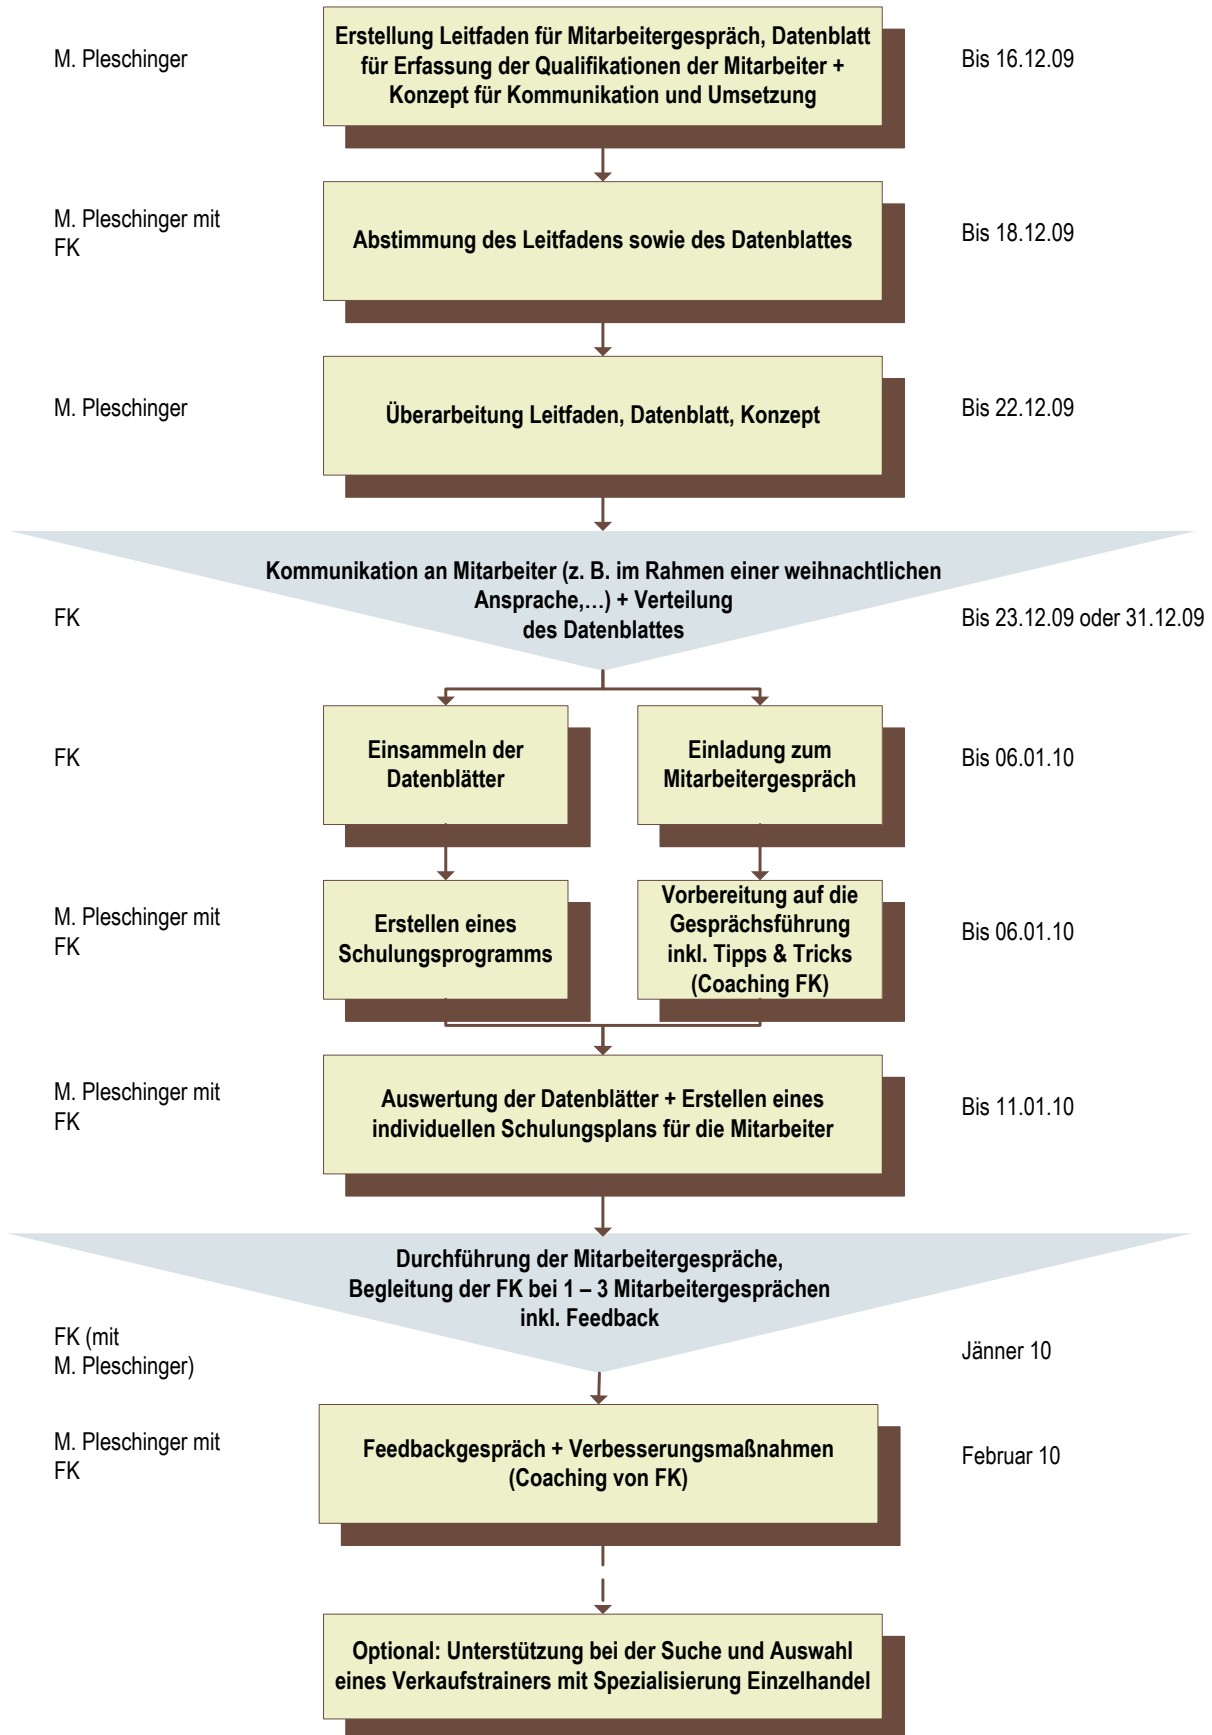 M. Pleschinger
Erstellung Leitfaden für Mitarbeitergespräch, Datenblatt
für Erfassung der Qualifikationen der Mitarbeiter +
Konzept für Kommunikation und Umsetzung
Bis 16.12.09
M. Pleschinger mit
FK
Abstimmung des Leitfadens sowie des Datenblattes
Bis 18.12.09
M. Pleschinger
Überarbeitung Leitfaden, Datenblatt, Konzept
Bis 22.12.09
Kommunikation an Mitarbeiter (z. B. im Rahmen einer weihnachtlichen
Ansprache,...) + Verteilung
des Datenblattes
FK
Bis 23.12.09 oder 31.12.09
FK
Einsammeln der
Datenblätter
Einladung zum
Mitarbeitergespräch
Bis 06.01.10
M. Pleschinger mit
FK
Erstellen eines
Schulungsprogramms
Vorbereitung auf die
Gesprächsführung
inkl. Tipps & Tricks
(Coaching FK)
Bis 06.01.10
M. Pleschinger mit
FK
Auswertung der Datenblätter + Erstellen eines
individuellen Schulungsplans für die Mitarbeiter
Bis 11.01.10
Durchführung der Mitarbeitergespräche,
Begleitung der FK bei 1 – 3 Mitarbeitergesprächen
inkl. Feedback
FK (mit
M. Pleschinger)
Jänner 10
M. Pleschinger mit
FK
Feedbackgespräch + Verbesserungsmaßnahmen
(Coaching von FK)
Februar 10
Optional: Unterstützung bei der Suche und Auswahl
eines Verkaufstrainers mit Spezialisierung Einzelhandel